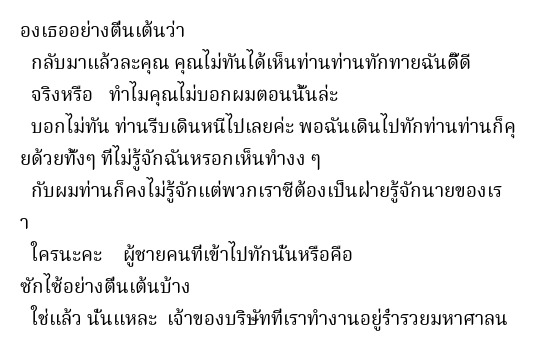 องเธออย่างตื่นเต้นว่า
กลับมาแล้วละคุณ คุณไม่ทันได้เห็นท่านท่านทักทายฉันดี๊ดี
จริงหรือ ทำไมคุณไม่บอกผมตอนนั้นล่ะ
บอกไม่ทัน ท่านรีบเดินหนีไปเลยค่ะ พอฉันเดินไปทักท่านท่านก็คุ
ยด้วยทั้งๆ ที่ไม่รู้จักฉันหรอกเห็นทำงง ๆ
กับผมท่านก็คงไม่รู้จักแต่พวกเราซีต้องเป็นฝ่ายรู้จักนายของเร
า
ใครนะคะ ผู้ชายคนที่เข้าไปทักนั่นหรือคือ
ซักไซ้อย่างตื่นเต้นบ้าง
ใช่แล้ว นั่นแหละ เจ้าของบริษัทที่เราทำงานอยู่ร่ำรวยมหาศาลน